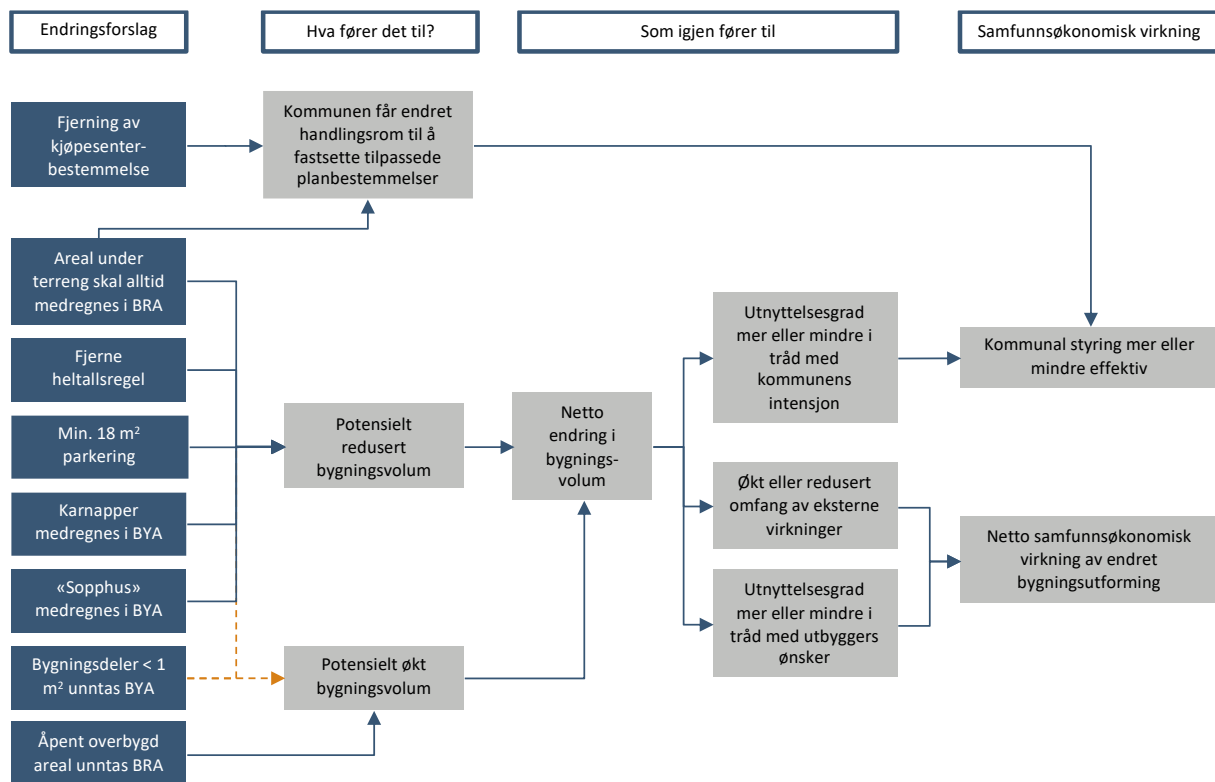 Endringsforslag
Hva fører det til?
Som igjen fører til
Samfunnsøkonomisk virkning
Fjerning av
kjøpesenter-
bestemmelse
Kommunen får endret
handlingsrom til å
fastsette tilpassede
planbestemmelser
Areal under
terreng skal alltid
medregnes i BRA
Fjerne
heltallsregel
Min. 18 m²
parkering
Karnapper
medregnes i BYA
«Sopphus»
medregnes i BYA
Bygningsdeler < 1
m² unntas BYA
Åpent overbygd
areal unntas BRA
Potensielt
redusert
bygningsvolum
Potensielt økt
bygningsvolum
Netto
endring i
bygnings-
volum
Utnyttelsesgrad
mer eller mindre i
tråd med
kommunens
intensjon
Økt eller redusert
omfang av eksterne
virkninger
Utnyttelsesgrad
mer eller mindre i
tråd med utbyggers
ønsker
Kommunal styring mer eller
mindre effektiv
Netto samfunnsøkonomisk
virkning av endret
bygningsutforming